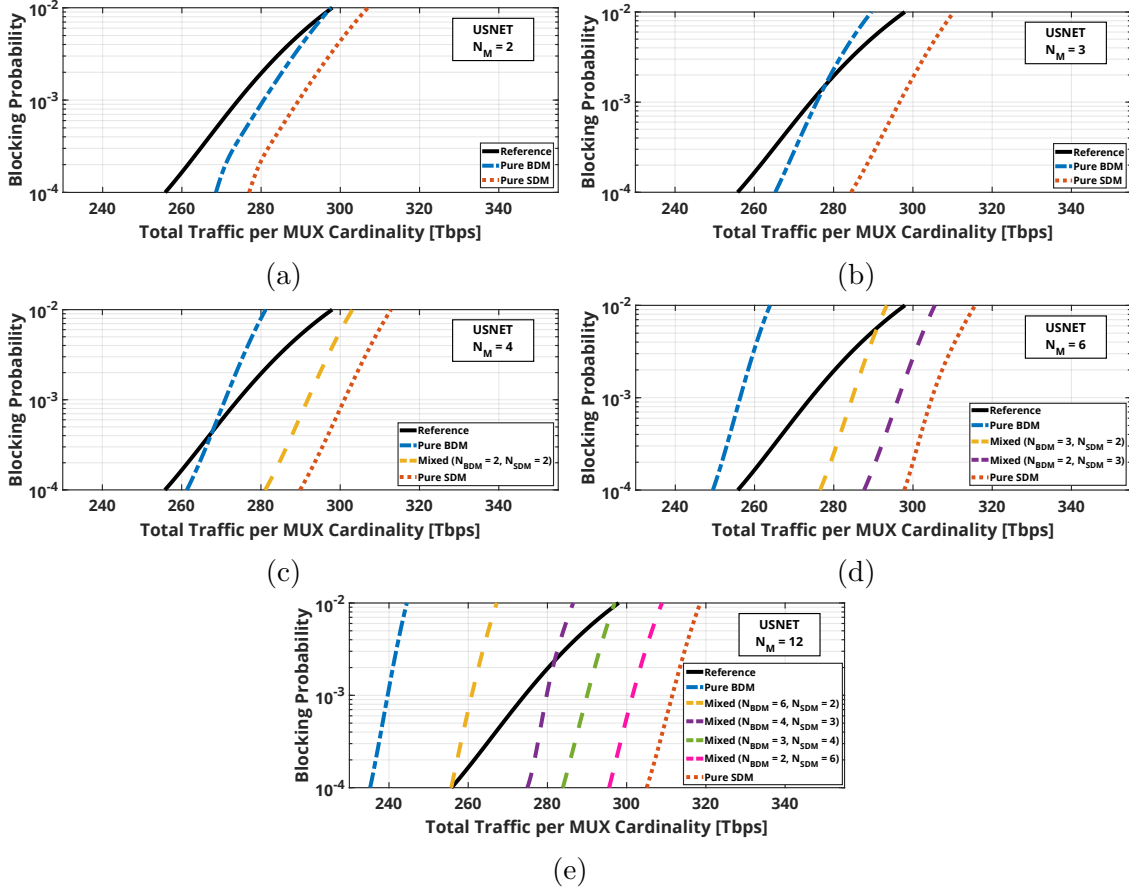 10^-2
10^-3
10^-4
Blocking Probability
USNET
N_M = 2
Reference
Pure BDM
Pure SDM
240 260 280 300 320 340
Total Traffic per MUX Cardinality [Tbps]
(a)
10^-2
10^-3
10^-4
Blocking Probability
USNET
N_M = 3
Reference
Pure BDM
Pure SDM
240 260 280 300 320 340
Total Traffic per MUX Cardinality [Tbps]
(b)
10^-2
10^-3
10^-4
Blocking Probability
USNET
N_M = 4
Reference
Pure BDM
Mixed (N_BDM = 2, N_SDM = 2)
Pure SDM
240 260 280 300 320 340
Total Traffic per MUX Cardinality [Tbps]
(c)
10^-2
10^-3
10^-4
Blocking Probability
USNET
N_M = 6
Reference
Pure BDM
Mixed (N_BDM = 3, N_SDM = 2)
Mixed (N_BDM = 2, N_SDM = 3)
Pure SDM
240 260 280 300 320 340
Total Traffic per MUX Cardinality [Tbps]
(d)
10^-2
10^-3
10^-4
Blocking Probability
USNET
N_M = 12
Reference
Pure BDM
Mixed (N_BDM = 6, N_SDM = 2)
Mixed (N_BDM = 4, N_SDM = 3)
Mixed (N_BDM = 3, N_SDM = 4)
Mixed (N_BDM = 2, N_SDM = 6)
Pure SDM
240 260 280 300 320 340
Total Traffic per MUX Cardinality [Tbps]
(e)